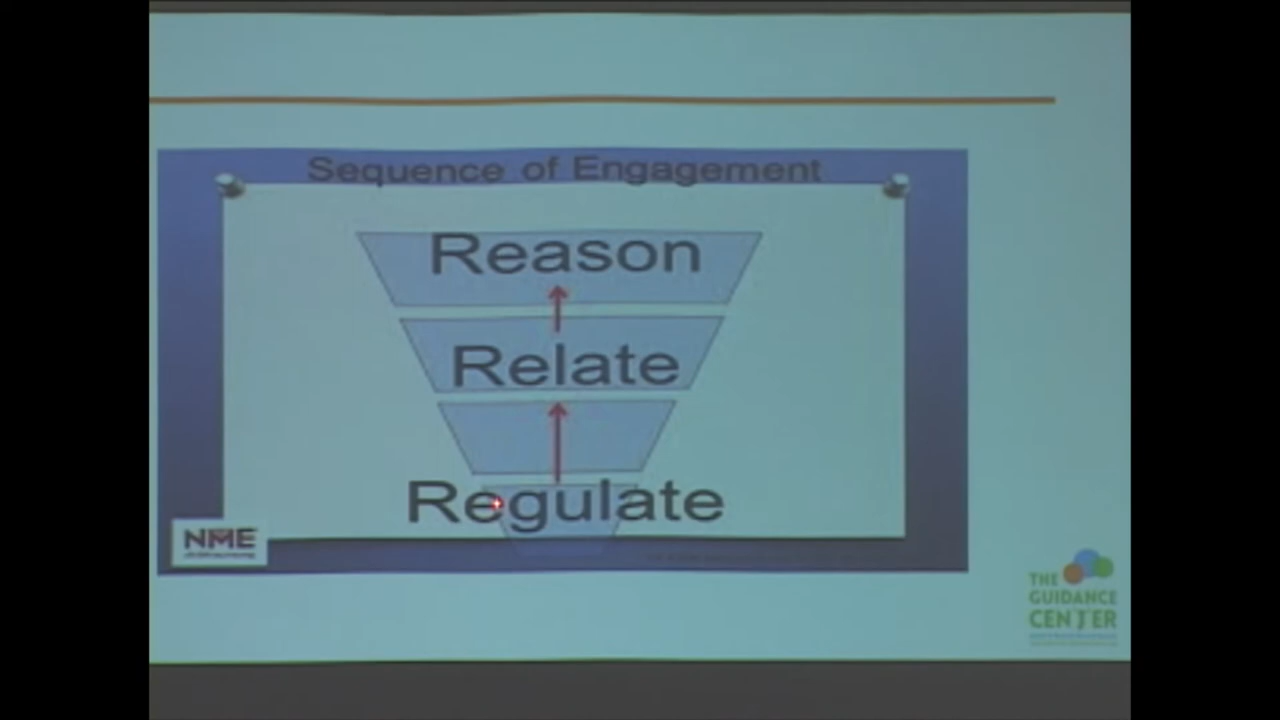 Sequence of Engagement
Reason
Relate
Regulate
NME
THE
GUIDANCE
CENTER